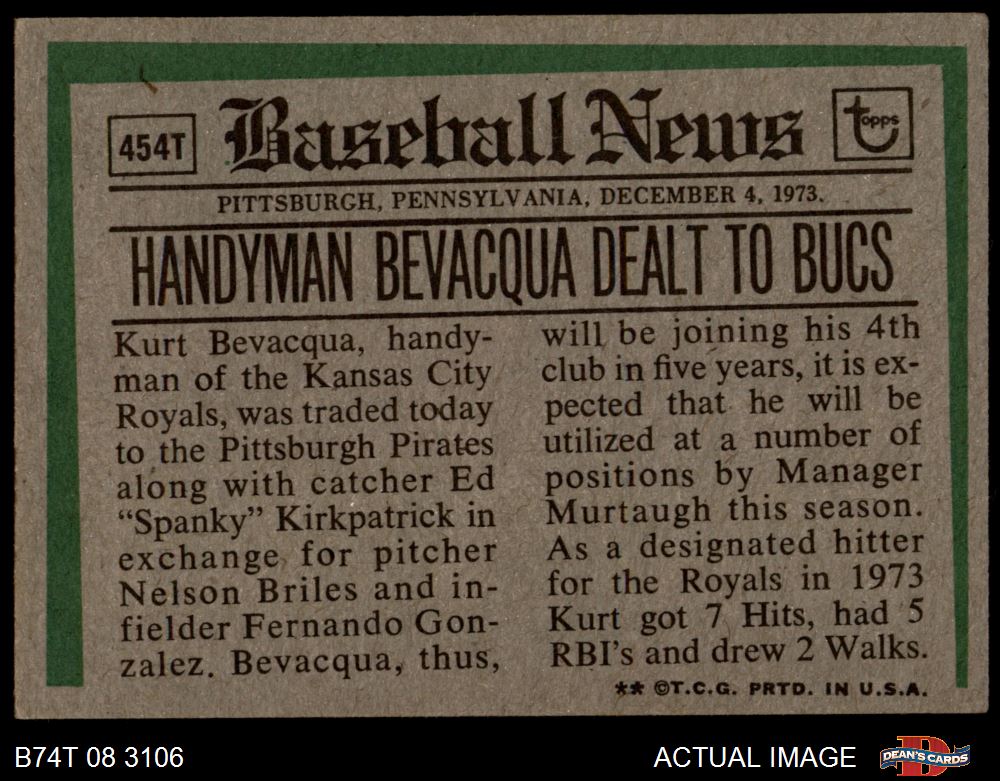 454T
Baseball News
topps
PITTSBURGH, PENNSYLVANIA, DECEMBER 4, 1973.
HANDYMAN BEVACQUA DEALT TO BUCS
Kurt Bevacqua, handy-
man of the Kansas City
Royals, was traded today
to the Pittsburgh Pirates
along with catcher Ed
“Spanky” Kirkpatrick in
exchange for pitcher
Nelson Briles and in-
fielder Fernando Gon-
zalez. Bevacqua, thus,
will be joining his 4th
club in five years, it is ex-
pected that he will be
utilized at a number of
positions by Manager
Murtaugh this season.
As a designated hitter
for the Royals in 1973
Kurt got 7 Hits, had 5
RBI's and drew 2 Walks.
** ©T.C.G. PRTD. IN U.S.A.
B74T 08 3106
ACTUAL IMAGE
DEAN'S CARDS